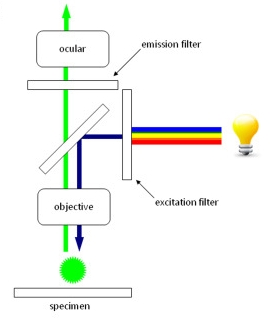 ocular
emission filter
objective
excitation filter
specimen